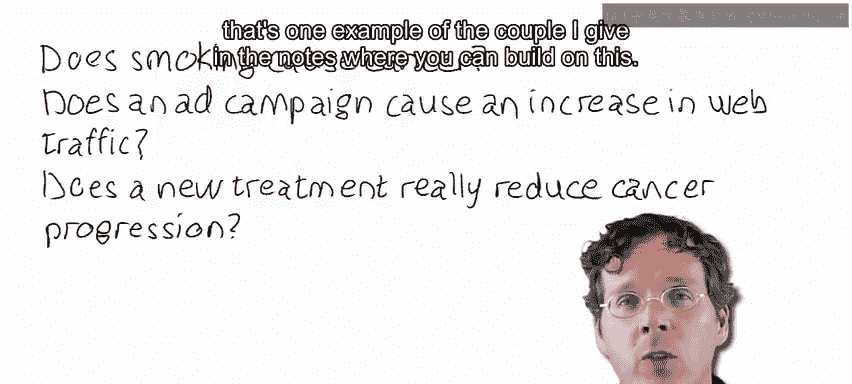 that's one example of the couple I give
in the notes where you can build on this.
Does smoking
Does an ad campaign cause an increase in web
traffic?
Does a new treatment really reduce cancer
progression?